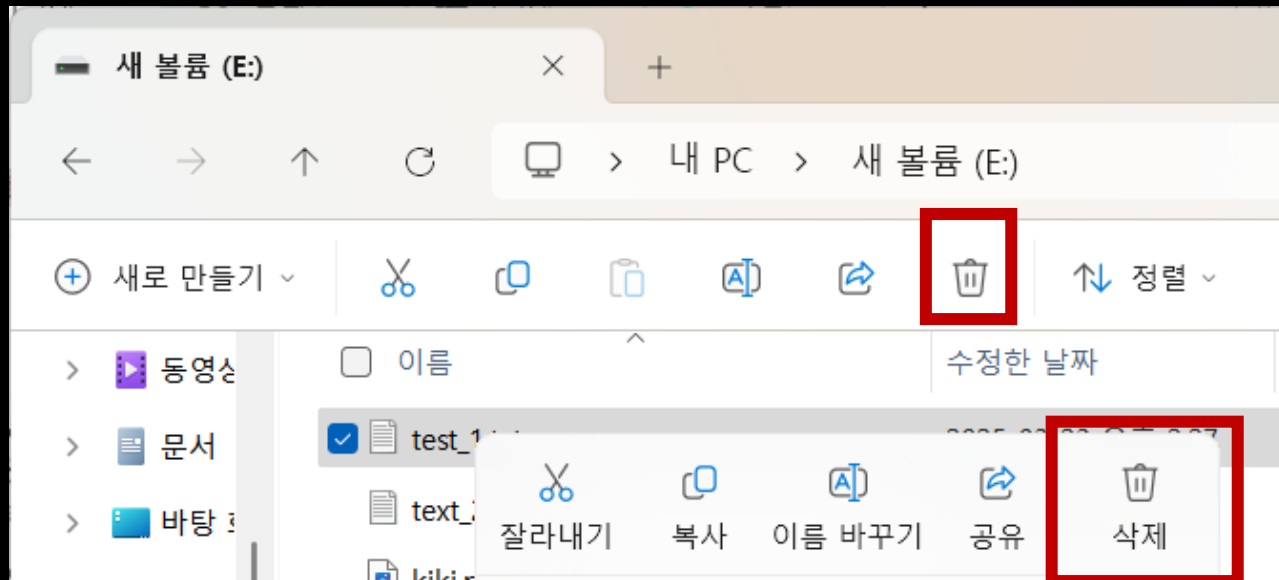 새 볼륨 (E:)
내 PC > 새 볼륨 (E:)
새로 만들기
정렬
이름
수정한 날짜
동영상
문서
바탕
test_1
text_
잘라내기 복사 이름 바꾸기 공유 삭제